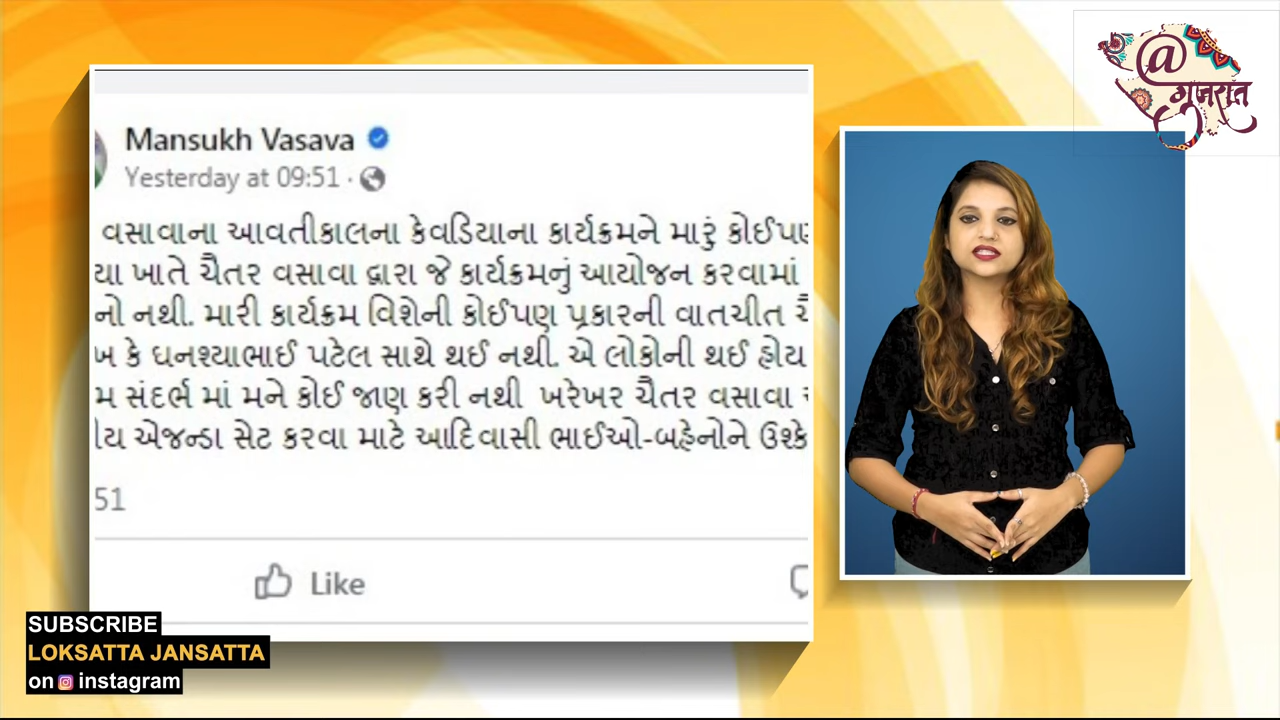 Mansukh Vasava
Yesterday at 09:51 ·
વસાવાના આવતીકાલના કેવડિયાના કાર્યક્રમને મારું કોઈપણ
યા ખાતે ચૈતર વસાવા દ્વારા જે કાર્યક્રમનું આયોજન કરવામાં
નો નથી. મારી કાર્યક્રમ વિશેની કોઈપણ પ્રકારની વાતચીત ચૈ
ખ કે ઘનશ્યાભાઈ પટેલ સાથે થઈ નથી. એ લોકોની થઈ હોય
મ સંદર્ભ માં મને કોઈ જાણ કરી નથી ખરેખર ચૈતર વસાવા
ીય એજન્ડા સેટ કરવા માટે આદિવાસી ભાઈઓ-બહેનોને ઉશ્કે
51
Like
@
गुजरात
SUBSCRIBE
LOKSATTA JANSATTA
on instagram